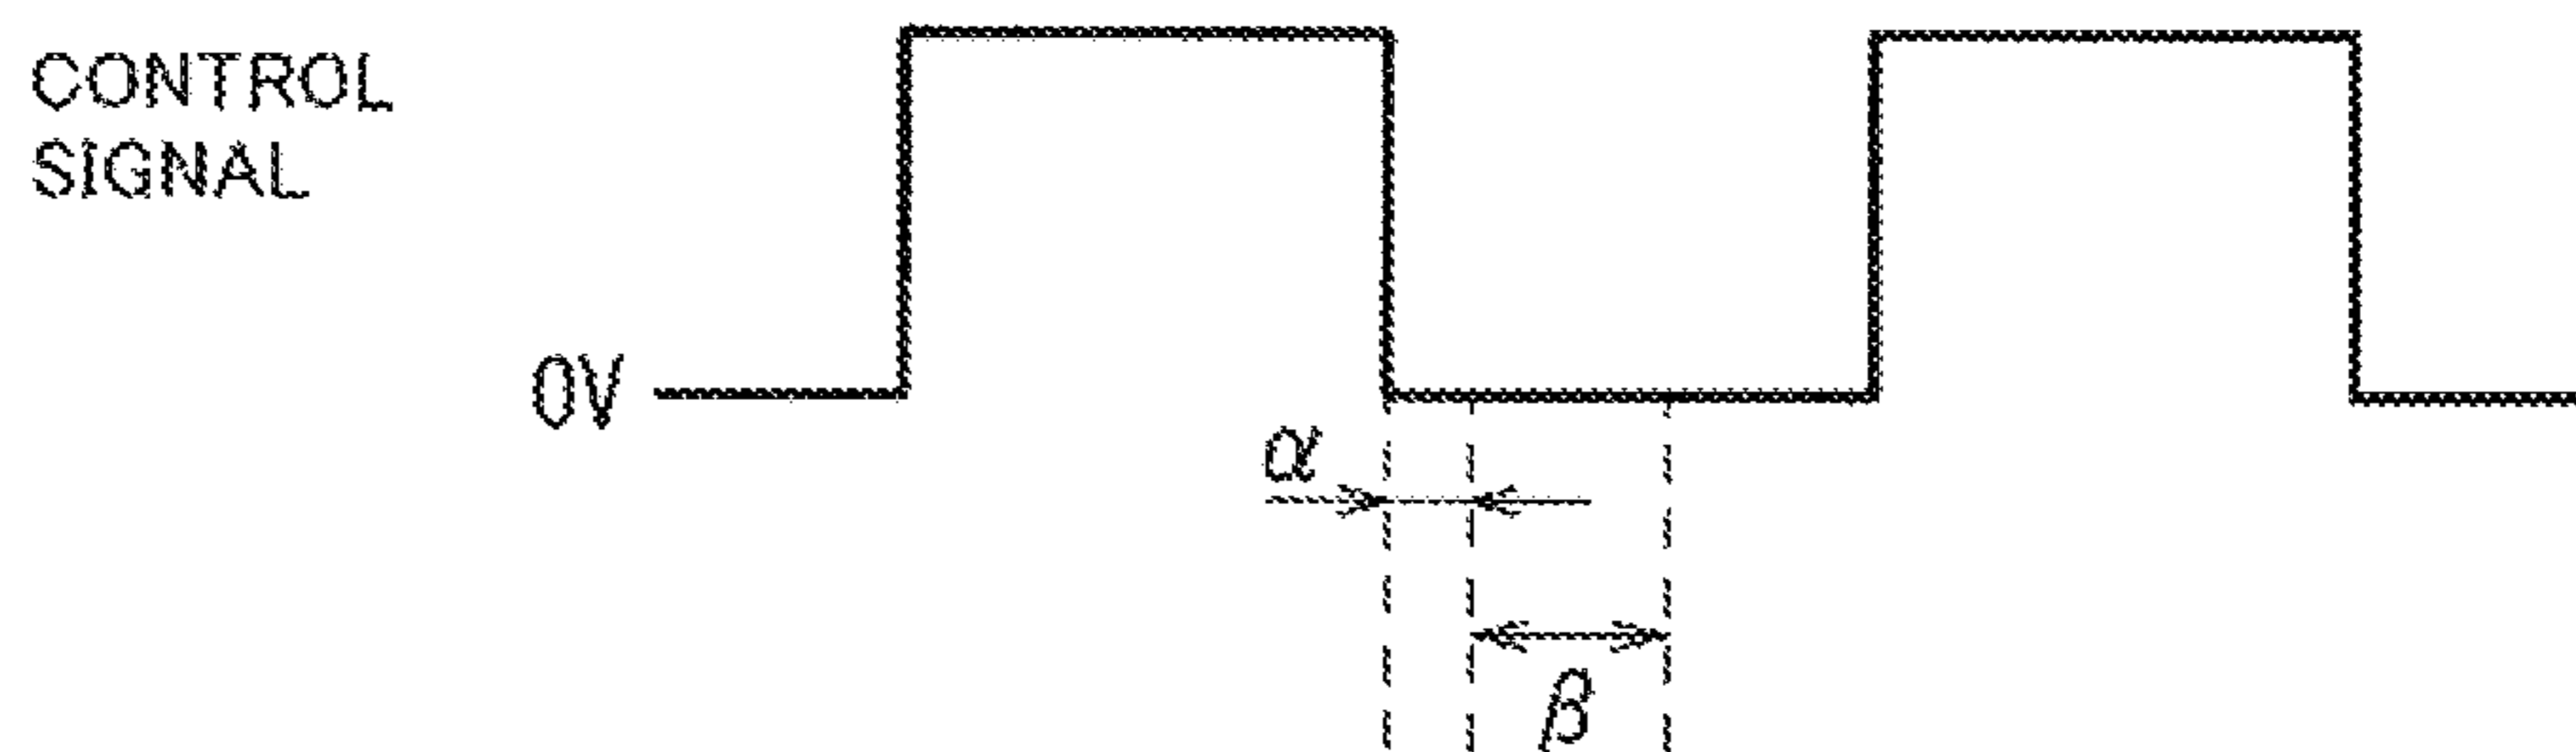 CONTROL
SIGNAL
0V
α
β